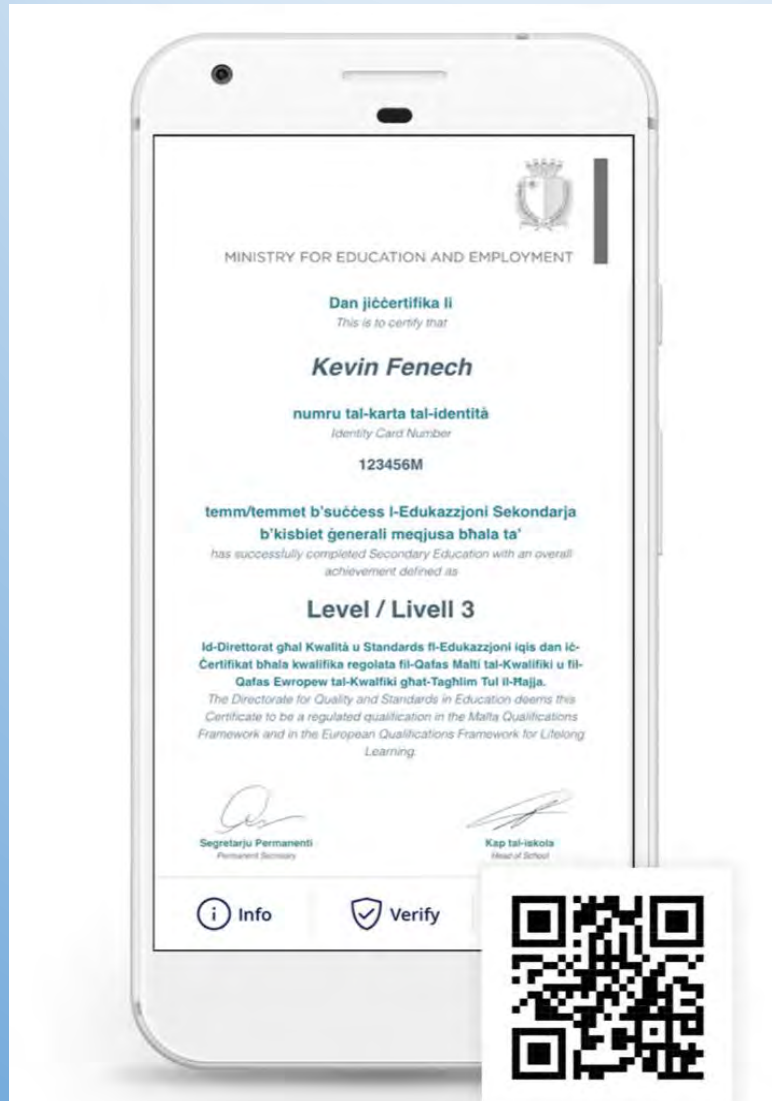 MINISTRY FOR EDUCATION AND EMPLOYMENT
Dan jiċċertifika li
This is to certify that
Kevin Fenech
numru tal-karta tal-identità
Identity Card Number
123456M
temm/temmet b'suċċess l-Edukazzjoni Sekondarja
b'kisbiet ġenerali meqjusa bħala ta'
has successfully completed Secondary Education with an overall
achievement defined as
Level / Livell 3
Id-Direttorat għal Kwalità u Standards fl-Edukazzjoni iqis dan iċ-
Ċertifikat bħala kwalifika regolata fil-Qafas Malti tal-Kwalifiki u fil-
Qafas Ewropew tal-Kwalfiki għat-Tagħlim Tul il-Ħajja.
The Directorate for Quality and Standards in Education deems this
Certificate to be a regulated qualification in the Malta Qualifications
Framework and in the European Qualifications Framework for Lifelong
Learning.
Segretarju Permanenti
Permanent Secretary
Kap tal-iskola
Head of School
Info
Verify